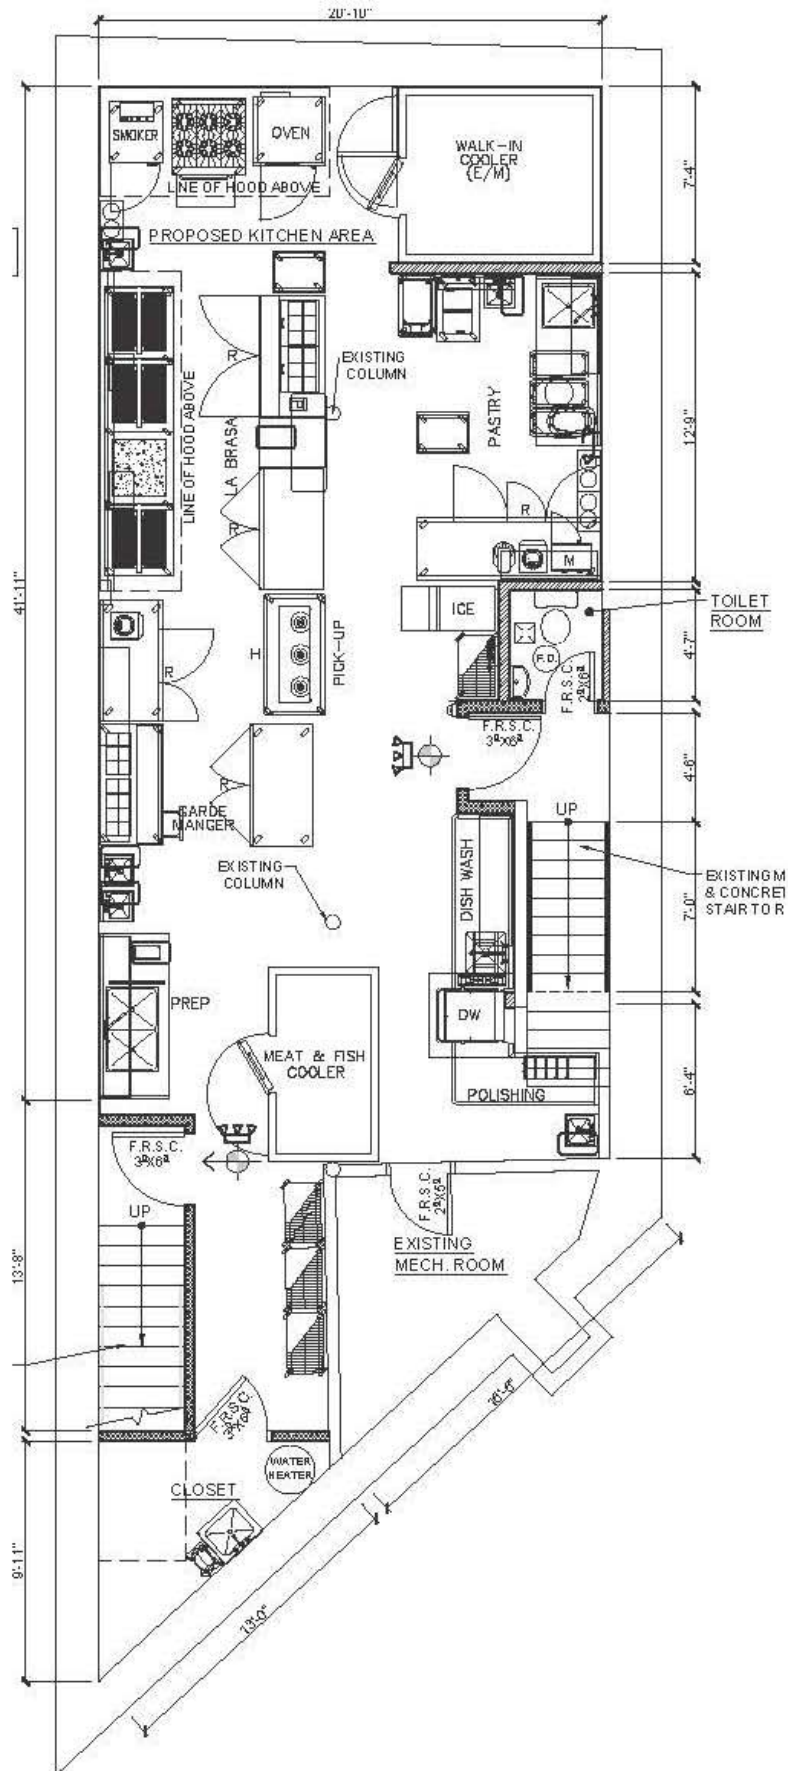 20'-10"
SMOKER
OVEN
LINE OF HOOD ABOVE
WALK-IN
COOLER
(E/M)
7'-4"
PROPOSED KITCHEN AREA
EXISTING
COLUMN
R
LINE OF HOOD ABOVE
LA BRASA
R
PASTRY
12'-9"
R
M
41'-11"
ICE
TOILET
ROOM
F.D.
4'-7"
H
PICK-UP
R
F.R.S.C.
F.R.S.C.
R
GARDE
MANGER
4'-6"
UP
EXISTING
COLUMN
DISH WASH
EXISTING M
& CONCRET
STAIR TO R
7'-0"
PREP
DW
MEAT & FISH
COOLER
POLISHING
6'-4"
F.R.S.C.
UP
F.R.S.C.
EXISTING
MECH. ROOM
13'-8"
F.R.S.C.
WATER
HEATER
CLOSET
9'-11"